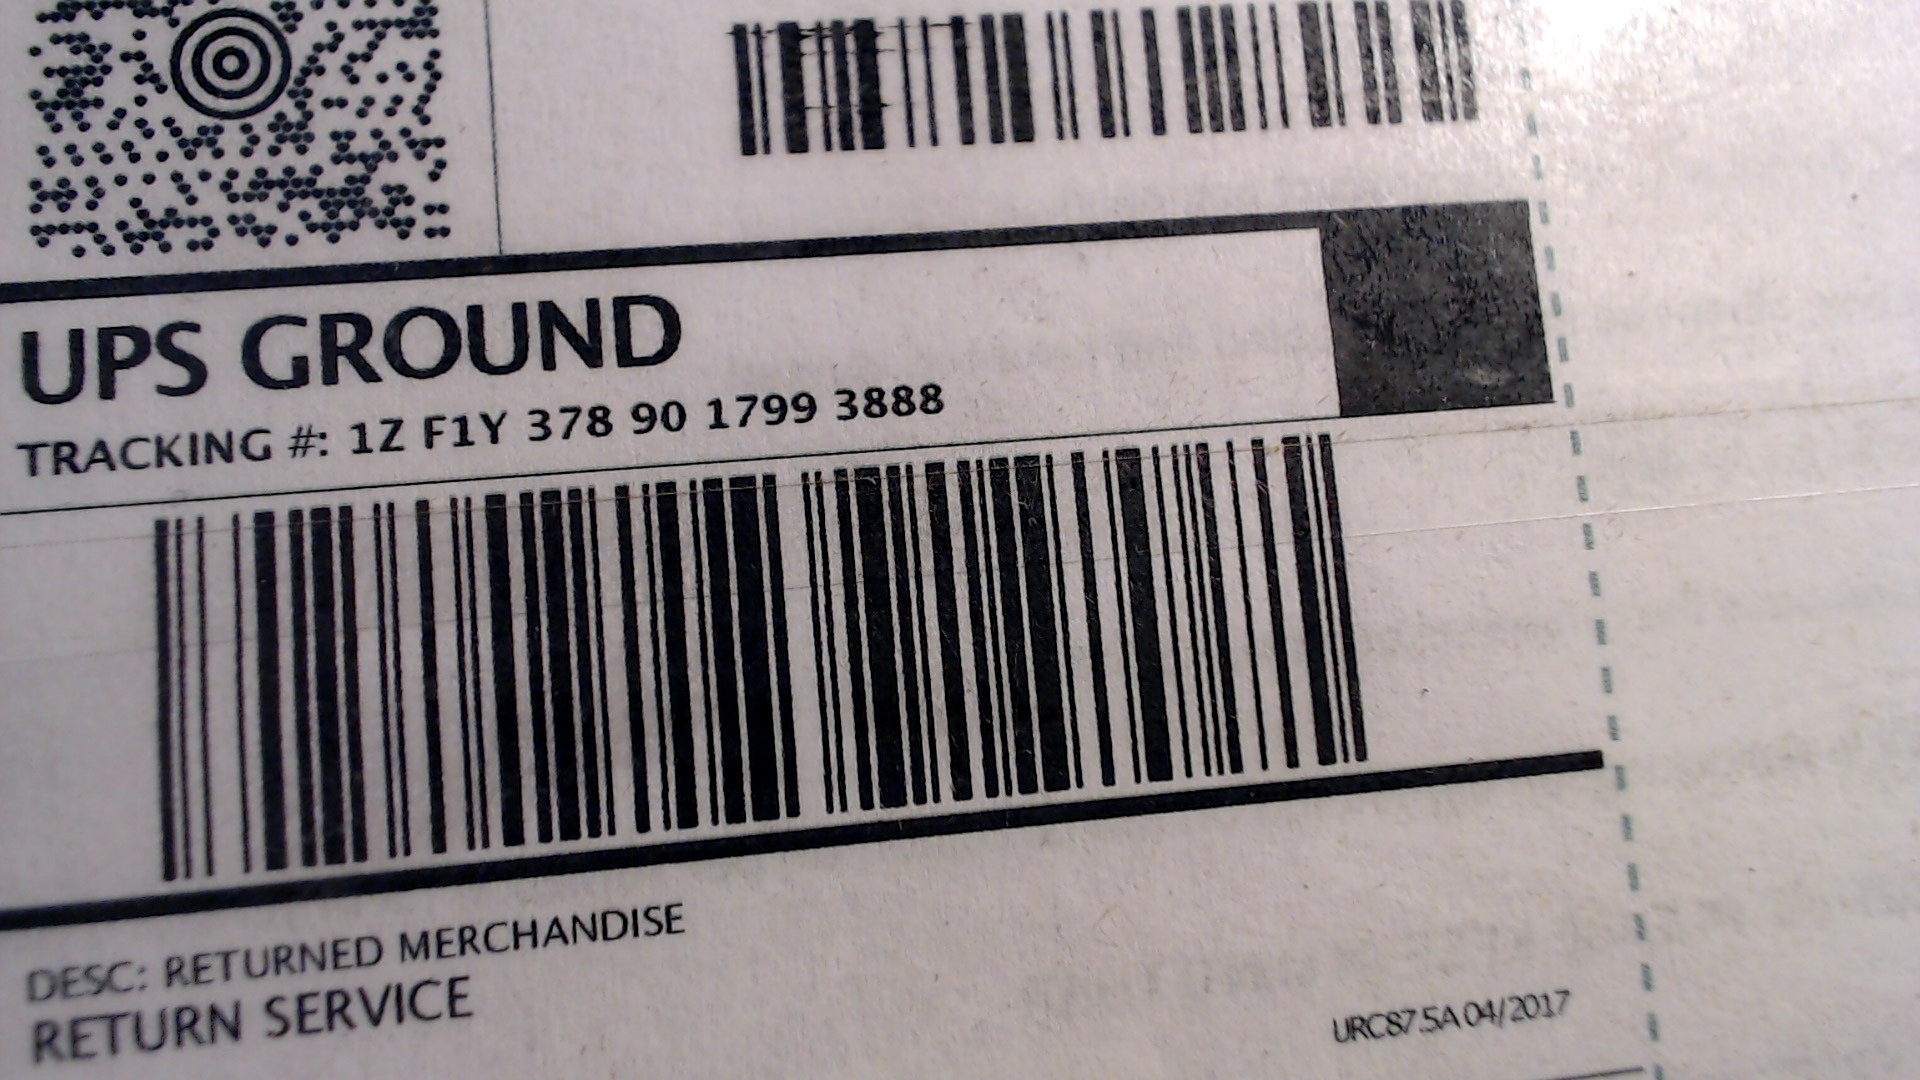 UPS GROUND
TRACKING #: 1Z F1Y 378 90 1799 3888
DESC: RETURNED MERCHANDISE
RETURN SERVICE
URC87.5A 04/2017